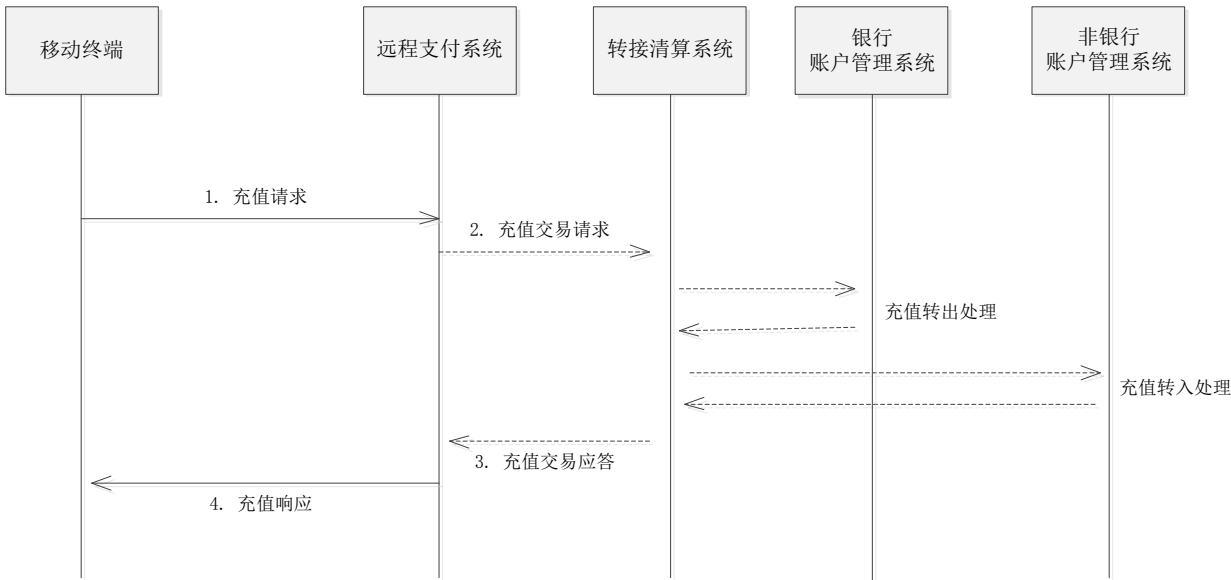 移动终端
远程支付系统
转接清算系统
银行
账户管理系统
非银行
账户管理系统
1. 充值请求
2. 充值交易请求
充值转出处理
充值转入处理
3. 充值交易应答
4. 充值响应